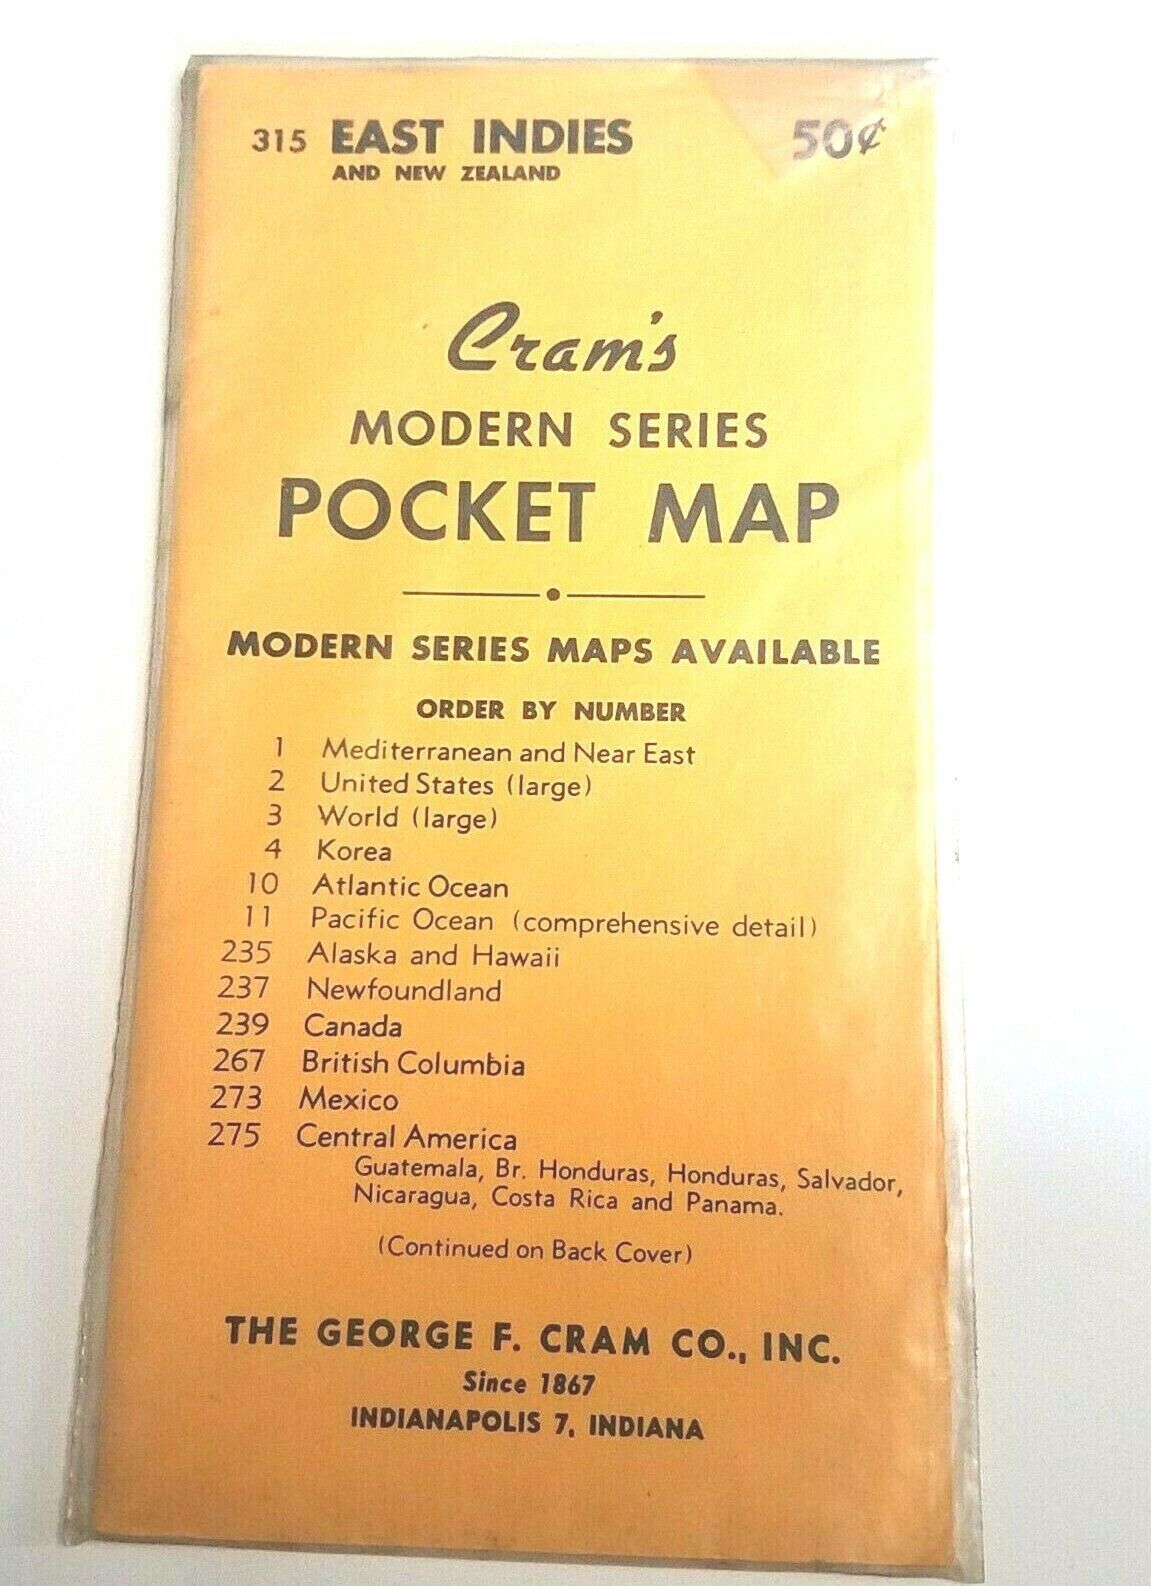 315 EAST INDIES 50¢
AND NEW ZEALAND
Cram's
MODERN SERIES
POCKET MAP
MODERN SERIES MAPS AVAILABLE
ORDER BY NUMBER
1 Mediterranean and Near East
2 United States (large)
3 World (large)
4 Korea
10 Atlantic Ocean
11 Pacific Ocean (comprehensive detail)
235 Alaska and Hawaii
237 Newfoundland
239 Canada
267 British Columbia
273 Mexico
275 Central America
Guatemala, Br. Honduras, Honduras, Salvador,
Nicaragua, Costa Rica and Panama.
(Continued on Back Cover)
THE GEORGE F. CRAM CO., INC.
Since 1867
INDIANAPOLIS 7, INDIANA